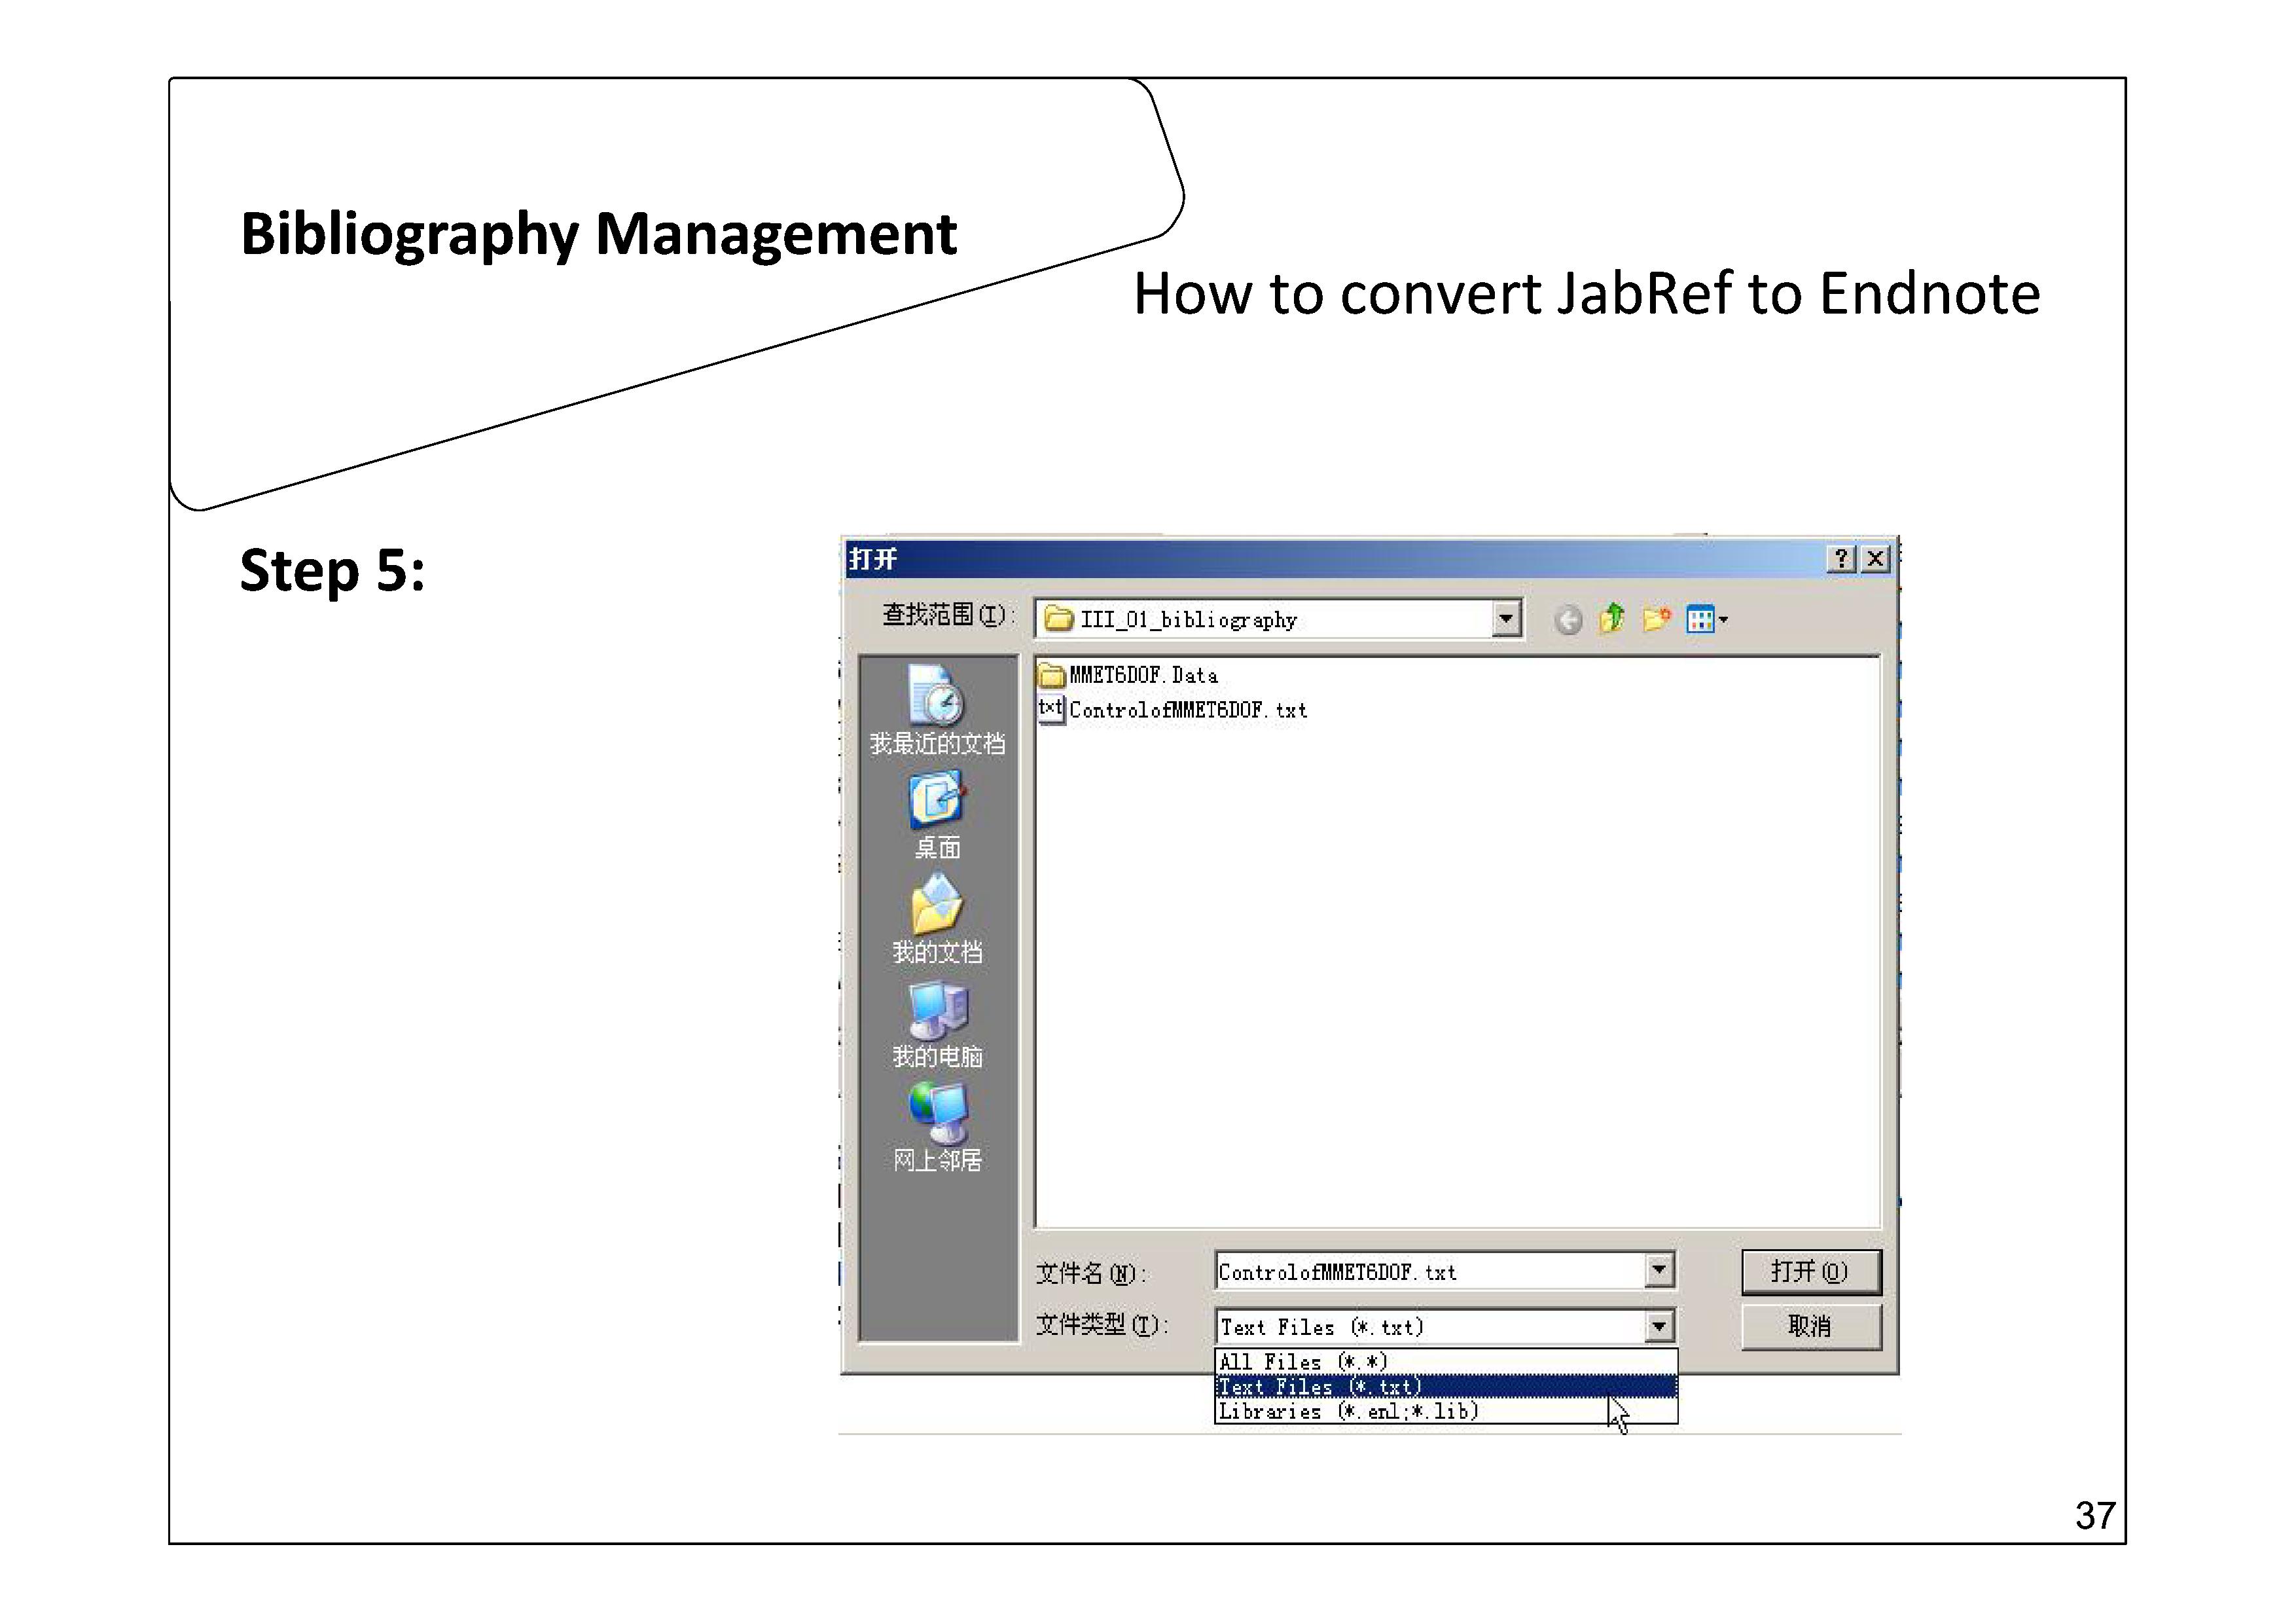 Bibliography Management
How to convert JabRef to Endnote
Step 5:
打开
查找范围(I):
III_01_bibliography
MMET6DOF.Data
txt ControlofMMET6DOF.txt
我最近的文档
桌面
我的文档
我的电脑
网上邻居
文件名(N):
ControlofMMET6DOF.txt
打开(O)
文件类型(T):
Text Files (*.txt)
取消
All Files (*.*)
Text Files (*.txt)
Libraries (*.enl;*.lib)
37